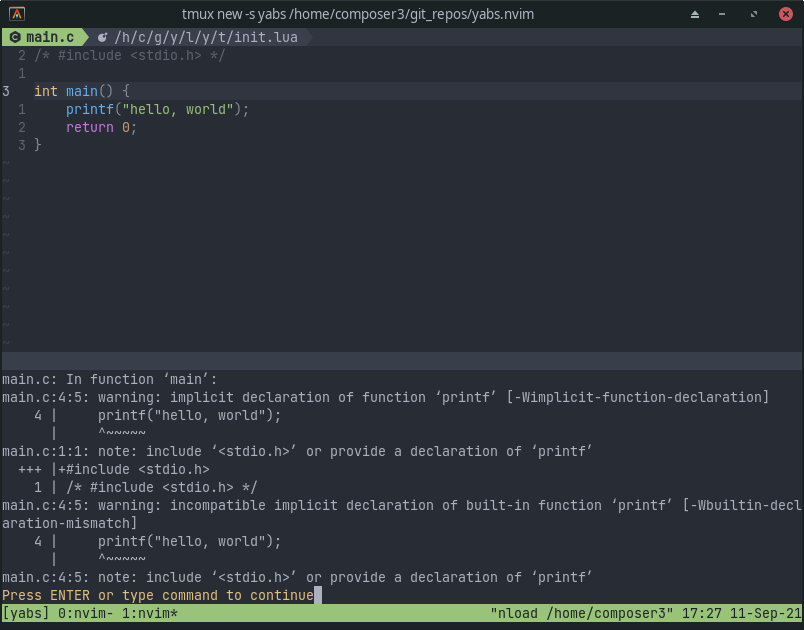 tmux new -s yabs /home/composer3/git_repos/yabs.nvim
main.c /h/c/g/y/l/y/t/init.lua
2 /* #include <stdio.h> */
1
3 int main() {
1 printf("hello, world");
2 return 0;
3 }
~
~
~
~
~
~
~
~
~
~
~
main.c: In function ‘main’:
main.c:4:5: warning: implicit declaration of function ‘printf’ [-Wimplicit-function-declaration]
4 | printf("hello, world");
| ^~~~~~
main.c:1:1: note: include ‘<stdio.h>’ or provide a declaration of ‘printf’
+++ |+#include <stdio.h>
1 | /* #include <stdio.h> */
main.c:4:5: warning: incompatible implicit declaration of built-in function ‘printf’ [-Wbuiltin-decl
aration-mismatch]
4 | printf("hello, world");
| ^~~~~~
main.c:4:5: note: include ‘<stdio.h>’ or provide a declaration of ‘printf’
Press ENTER or type command to continue
[yabs] 0:nvim- 1:nvim* "nload /home/composer3" 17:27 11-Sep-21